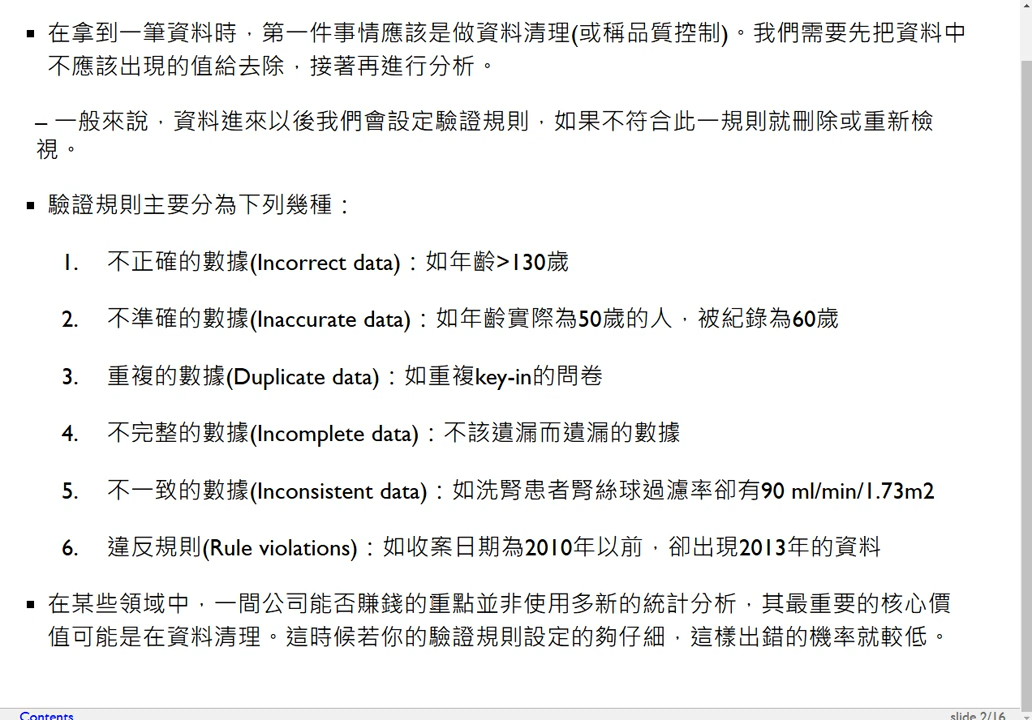 ▪ 在拿到一筆資料時，第一件事情應該是做資料清理(或稱品質控制)。我們需要先把資料中
不應該出現的值給去除，接著再進行分析。
– 一般來說，資料進來以後我們會設定驗證規則，如果不符合此一規則就刪除或重新檢
視。
▪ 驗證規則主要分為下列幾種：
1. 不正確的數據(Incorrect data)：如年齡>130歲
2. 不準確的數據(Inaccurate data)：如年齡實際為50歲的人，被紀錄為60歲
3. 重複的數據(Duplicate data)：如重複key-in的問卷
4. 不完整的數據(Incomplete data)：不該遺漏而遺漏的數據
5. 不一致的數據(Inconsistent data)：如洗腎患者腎絲球過濾率卻有90 ml/min/1.73m2
6. 違反規則(Rule violations)：如收案日期為2010年以前，卻出現2013年的資料
▪ 在某些領域中，一間公司能否賺錢的重點並非使用多新的統計分析，其最重要的核心價
值可能是在資料清理。這時候若你的驗證規則設定的夠仔細，這樣出錯的機率就較低。
Contents
slide 2/16